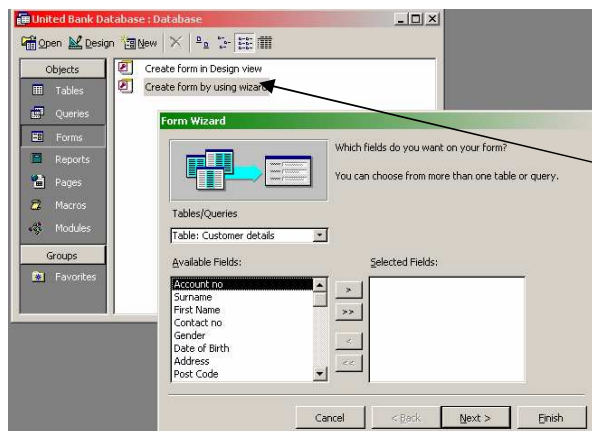 United Bank Database : Database
Open Design New
Objects
Tables
Queries
Forms
Reports
Pages
Macros
Modules
Groups
Favorites
Create form in Design view
Create form by using wizard
Form Wizard
Which fields do you want on your form?
You can choose from more than one table or query.
Tables/Queries
Table: Customer details
Available Fields:
Selected Fields:
Account no
Surname
First Name
Contact no
Gender
Date of Birth
Address
Post Code
>
>>
<
<<
Cancel
< Back
Next >
Finish